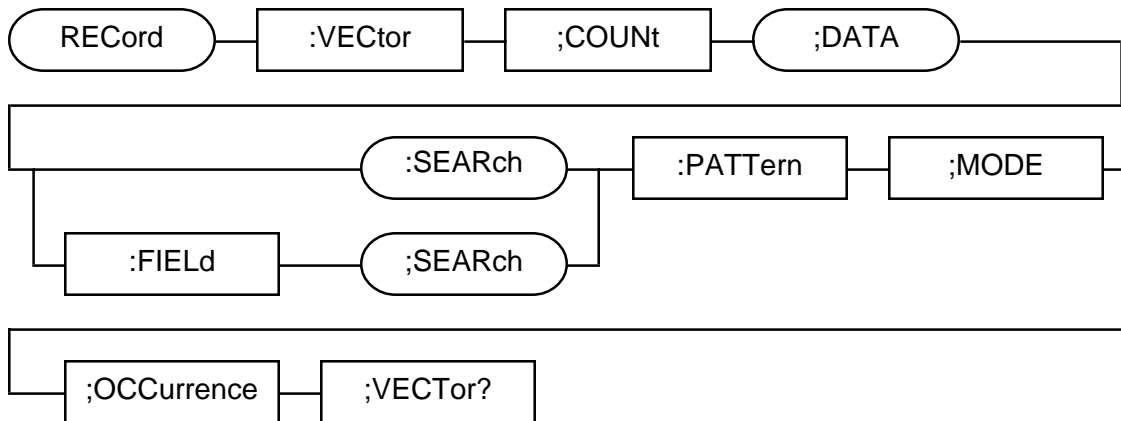 RECord :VECtor ;COUNt ;DATA
:SEARch :PATTern ;MODE
:FIELd ;SEARch
;OCCurrence ;VECTor?